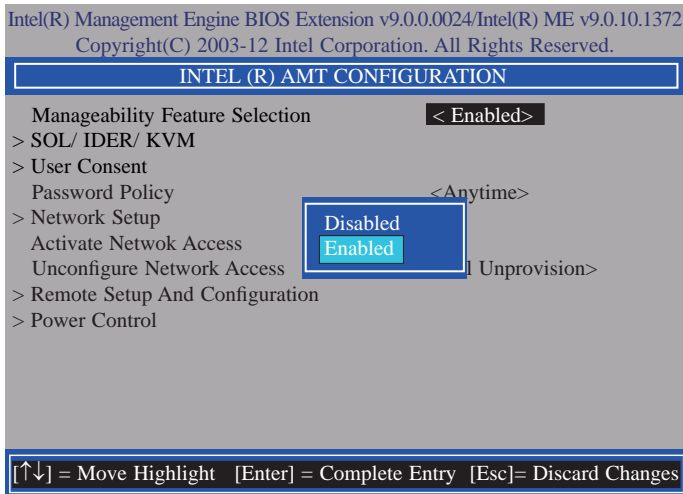 Intel(R) Management Engine BIOS Extension v9.0.0.0024/Intel(R) ME v9.0.10.1372
Copyright(C) 2003-12 Intel Corporation. All Rights Reserved.
INTEL (R) AMT CONFIGURATION
Manageability Feature Selection < Enabled>
> SOL/ IDER/ KVM
> User Consent
Password Policy <Anytime>
> Network Setup
Disabled
Activate Netwok Access Enabled
Unconfigure Network Access l Unprovision>
> Remote Setup And Configuration
> Power Control
[↑↓] = Move Highlight [Enter] = Complete Entry [Esc]= Discard Changes